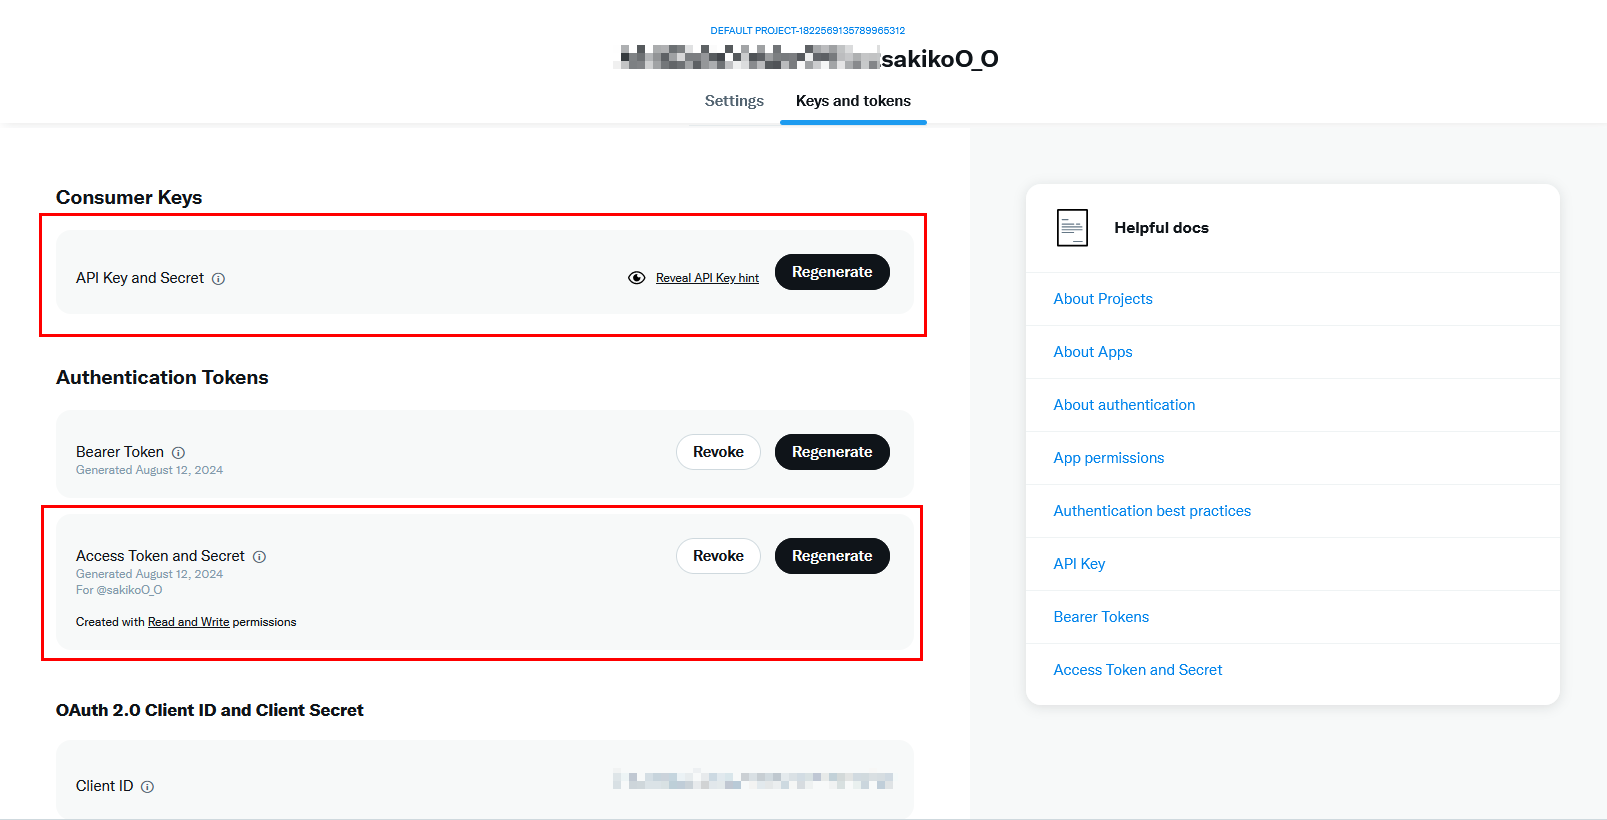 DEFAULT PROJECT-1822569135789965312
sakikoO_O
Settings
Keys and tokens
Consumer Keys
API Key and Secret
Reveal API Key hint
Regenerate
Authentication Tokens
Bearer Token
Generated August 12, 2024
Revoke
Regenerate
Access Token and Secret
Generated August 12, 2024
For @sakikoO_O
Created with Read and Write permissions
Revoke
Regenerate
OAuth 2.0 Client ID and Client Secret
Client ID
Helpful docs
About Projects
About Apps
About authentication
App permissions
Authentication best practices
API Key
Bearer Tokens
Access Token and Secret